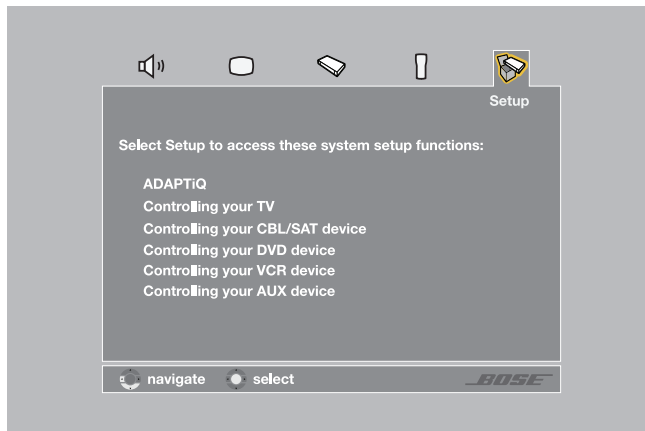 Setup
Select Setup to access these system setup functions:
ADAPTiQ
Controlling your TV
Controlling your CBL/SAT device
Controlling your DVD device
Controlling your VCR device
Controlling your AUX device
navigate select BOSE